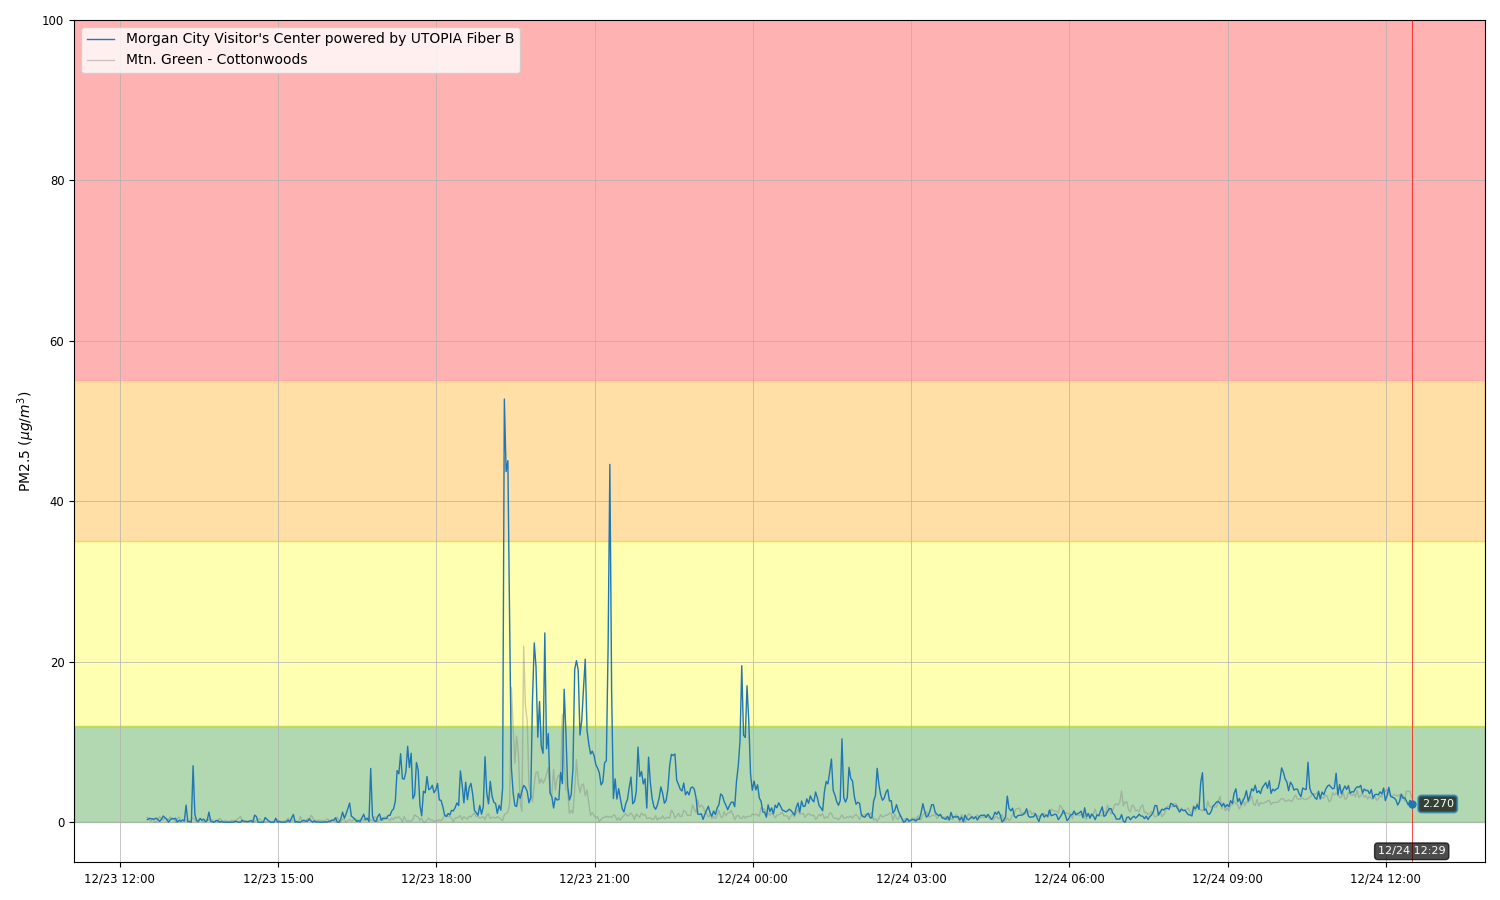 100
Morgan City Visitor's Center powered by UTOPIA Fiber B
Mtn. Green - Cottonwoods
80
60
PM2.5 (µg/m³)
40
20
2.270
0
12/24 12:29
12/23 12:00 12/23 15:00 12/23 18:00 12/23 21:00 12/24 00:00 12/24 03:00 12/24 06:00 12/24 09:00 12/24 12:00